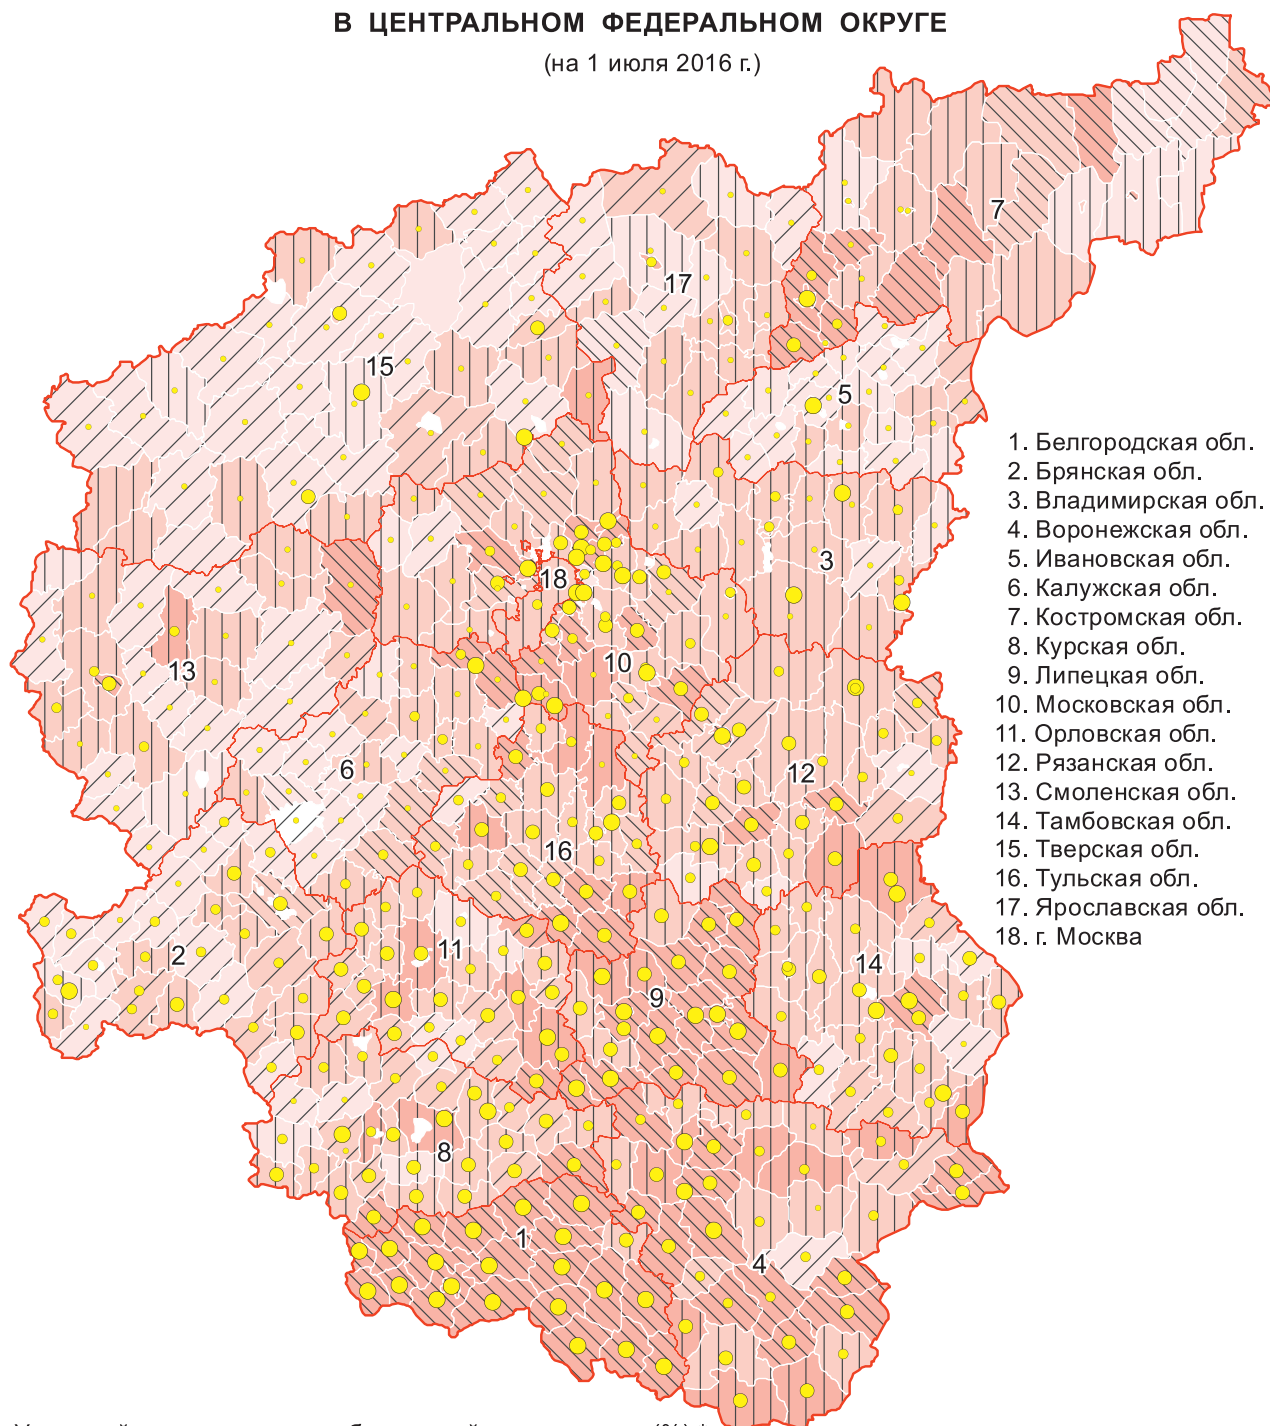 В ЦЕНТРАЛЬНОМ ФЕДЕРАЛЬНОМ ОКРУГЕ
(на 1 июля 2016 г.)
7
17
15
5
1. Белгородская обл.
2. Брянская обл.
3. Владимирская обл.
4. Воронежская обл.
5. Ивановская обл.
6. Калужская обл.
7. Костромская обл.
8. Курская обл.
9. Липецкая обл.
10. Московская обл.
11. Орловская обл.
12. Рязанская обл.
13. Смоленская обл.
14. Тамбовская обл.
15. Тверская обл.
16. Тульская обл.
17. Ярославская обл.
18. г. Москва
3
18
10
13
6
12
16
2
11
14
9
8
1
4